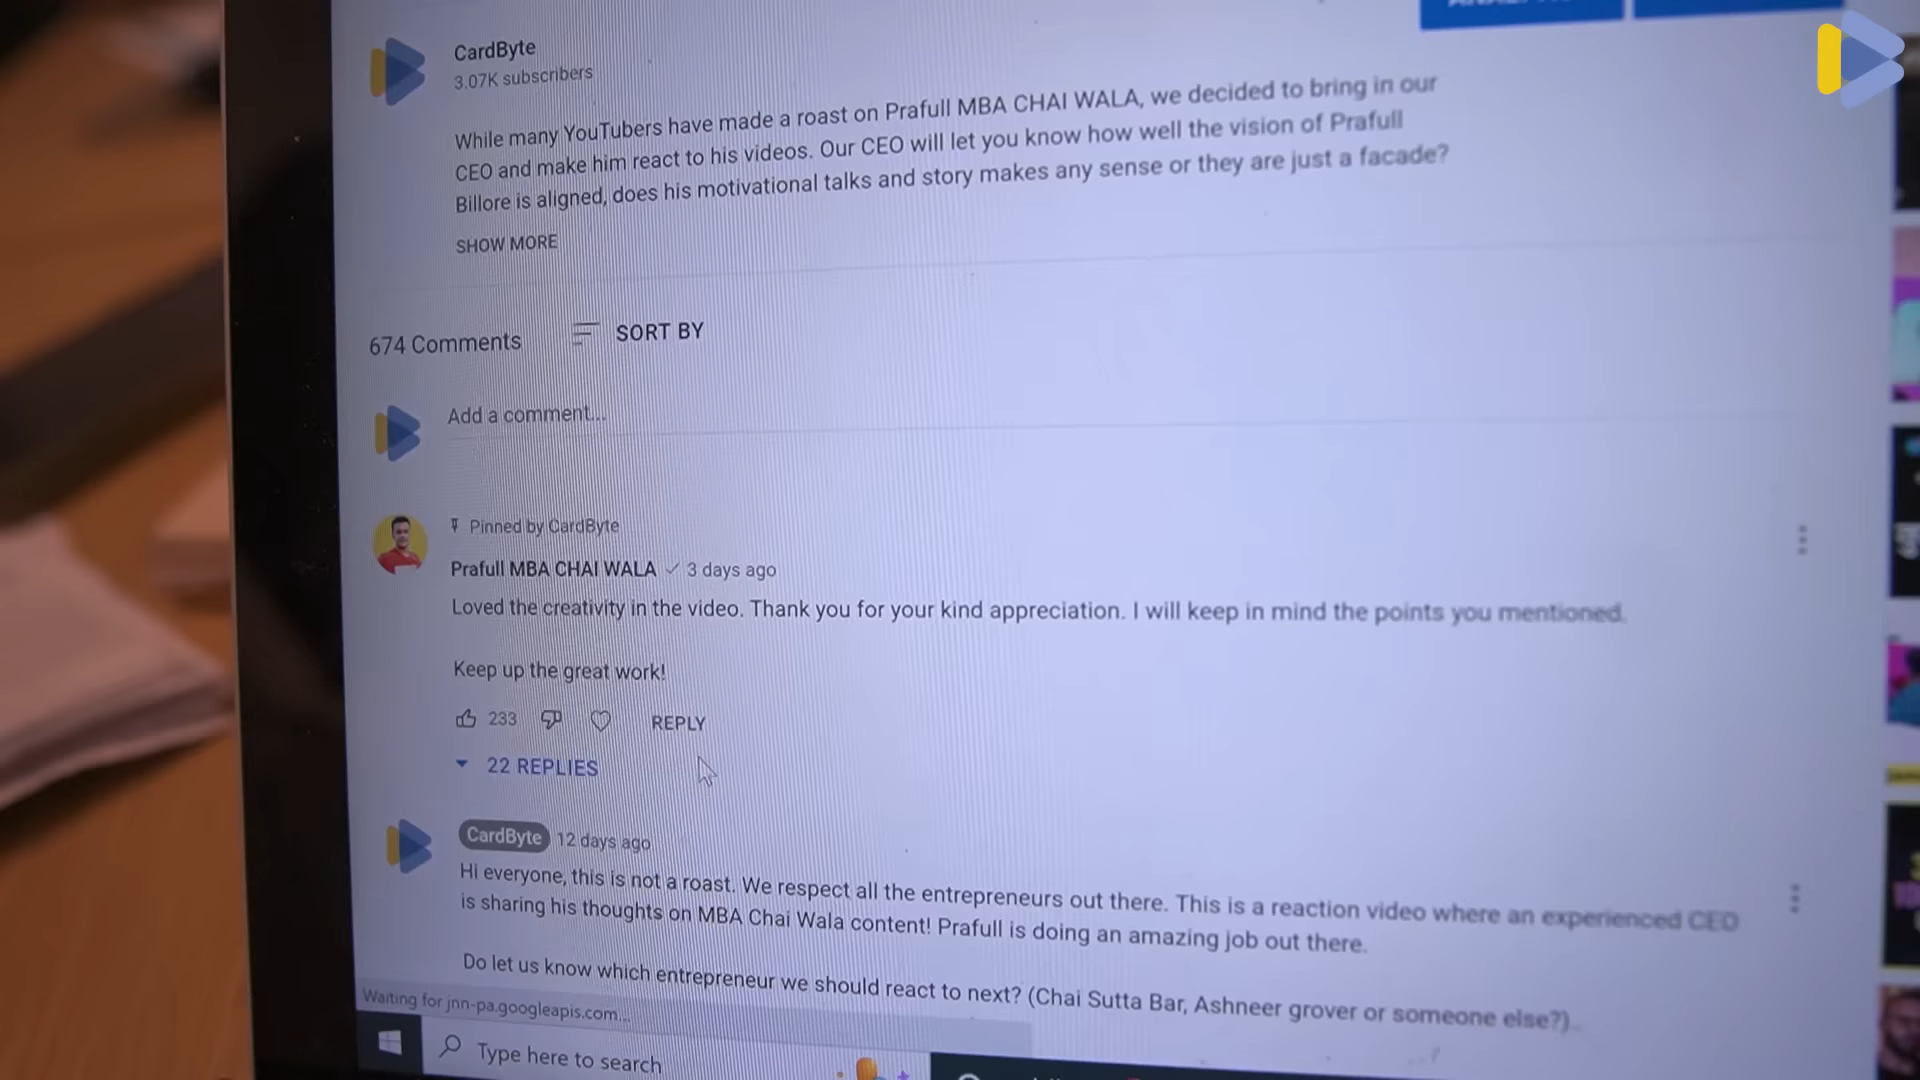 CardByte
3.07K subscribers
While many YouTubers have made a roast on Prafull MBA CHAI WALA, we decided to bring in our
CEO and make him react to his videos. Our CEO will let you know how well the vision of Prafull
Billore is aligned, does his motivational talks and story makes any sense or they are just a facade?
SHOW MORE
674 Comments SORT BY
Add a comment...
Pinned by CardByte
Prafull MBA CHAI WALA 3 days ago
Loved the creativity in the video. Thank you for your kind appreciation. I will keep in mind the points you mentioned.
Keep up the great work!
233 REPLY
22 REPLIES
CardByte 12 days ago
Hi everyone, this is not a roast. We respect all the entrepreneurs out there. This is a reaction video where an experienced CEO
is sharing his thoughts on MBA Chai Wala content! Prafull is doing an amazing job out there.
Do let us know which entrepreneur we should react to next? (Chai Sutta Bar, Ashneer grover or someone else?)
Waiting for jnn-pa.googleapis.com...
Type here to search